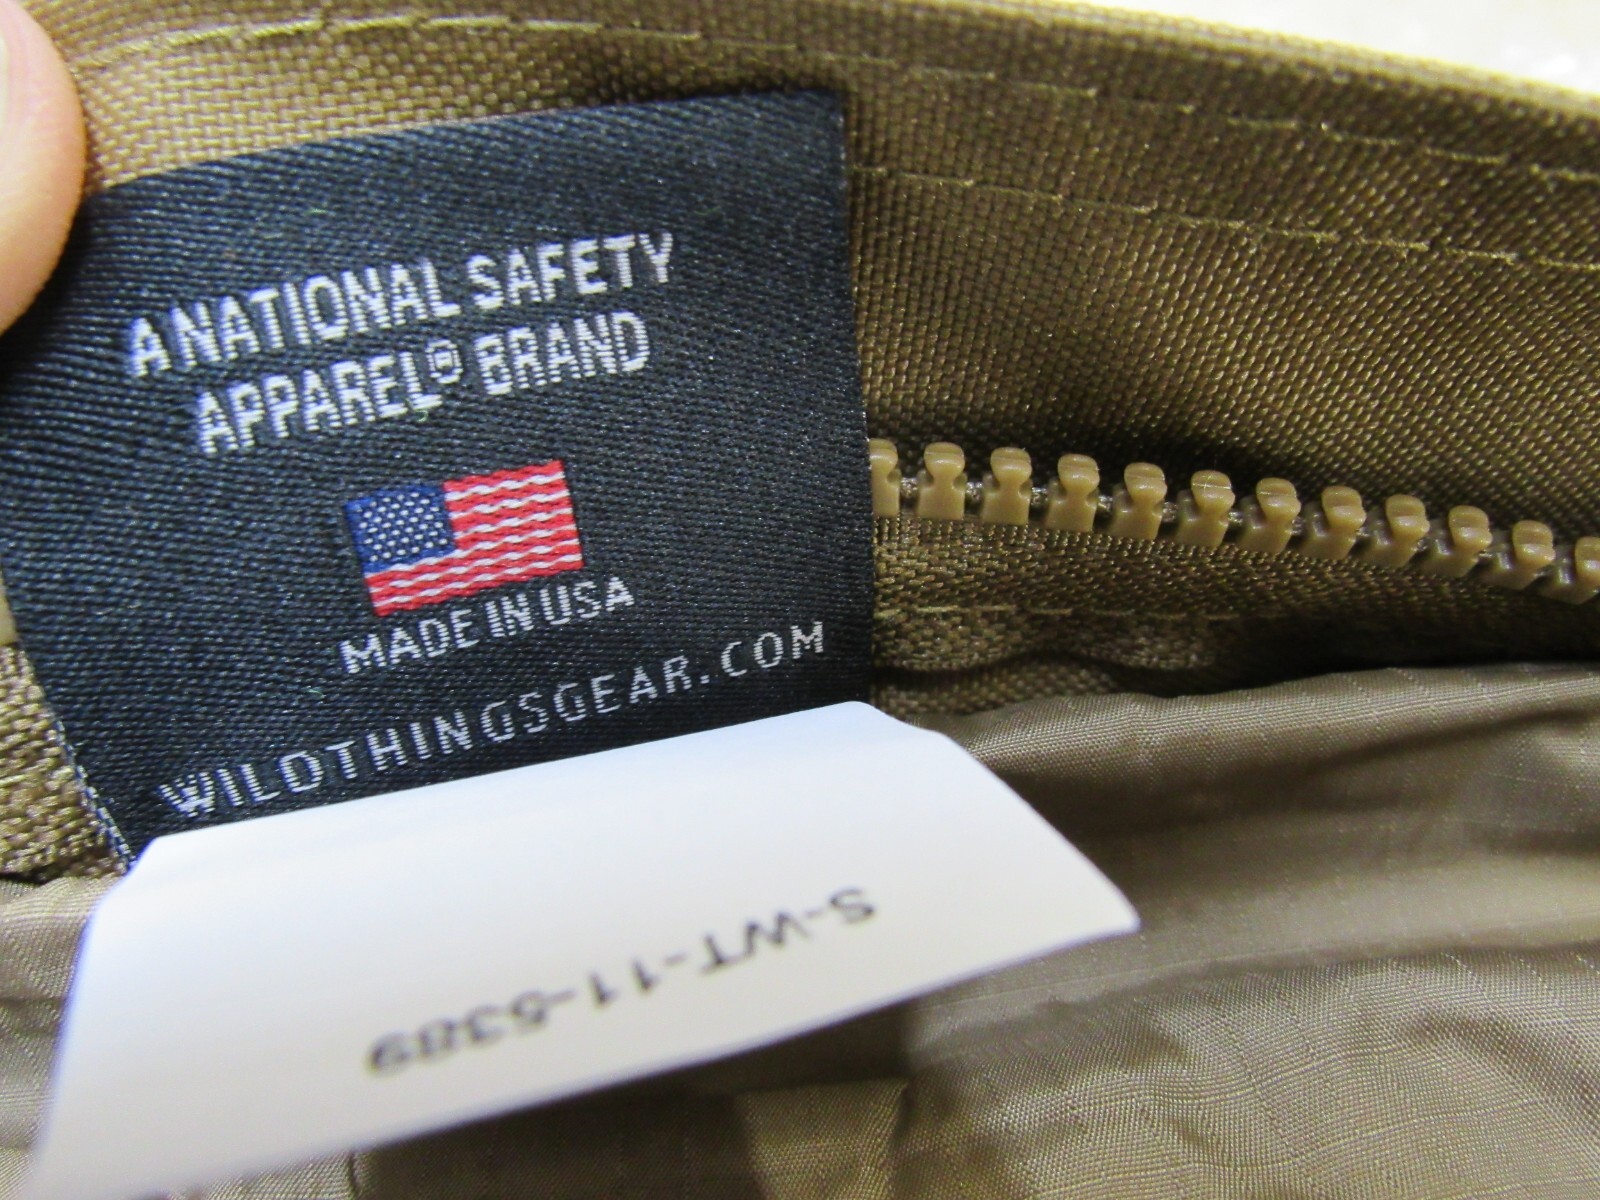 A NATIONAL SAFETY
APPAREL® BRAND
MADE IN USA
WILDTHINGSGEAR.COM
S-WT-11-5389